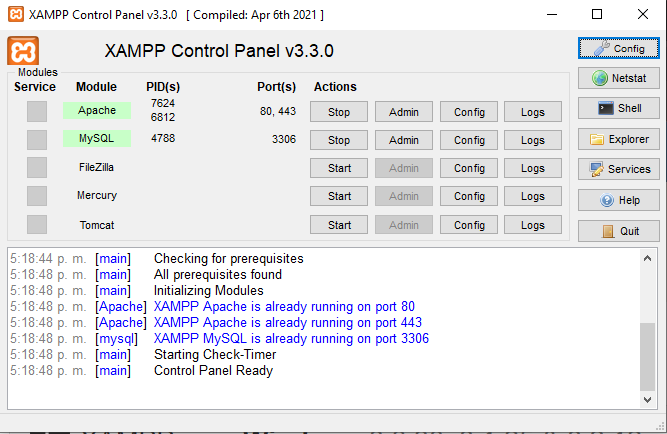 XAMPP Control Panel v3.3.0 [ Compiled: Apr 6th 2021 ]
XAMPP Control Panel v3.3.0
Config
Modules
Service Module PID(s) Port(s) Actions
Netstat
Apache 7624 6812 80, 443 Stop Admin Config Logs
Shell
MySQL 4788 3306 Stop Admin Config Logs
Explorer
FileZilla Start Admin Config Logs
Services
Mercury Start Admin Config Logs
Help
Tomcat Start Admin Config Logs
Quit
5:18:44 p. m. [main] Checking for prerequisites
5:18:48 p. m. [main] All prerequisites found
5:18:48 p. m. [main] Initializing Modules
5:18:48 p. m. [Apache] XAMPP Apache is already running on port 80
5:18:48 p. m. [Apache] XAMPP Apache is already running on port 443
5:18:48 p. m. [mysql] XAMPP MySQL is already running on port 3306
5:18:48 p. m. [main] Starting Check-Timer
5:18:48 p. m. [main] Control Panel Ready